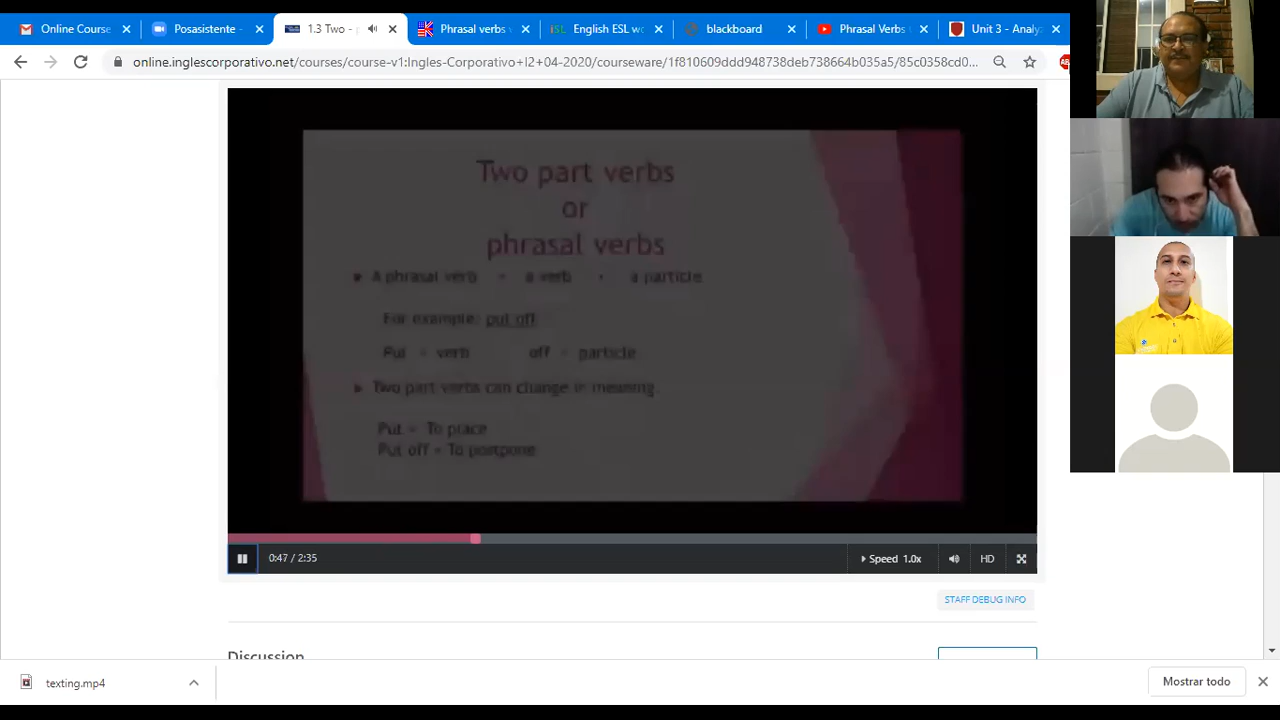 Online Course
Posasistente -
1.3 Two - p
Phrasal verbs v
English ESL wo
blackboard
Phrasal Verbs
Unit 3 - Analy
online.inglescorporativo.net/courses/course-v1:Ingles-Corporativo+I2+04-2020/courseware/1f810609ddd948738deb738664b035a5/85c0358cd0...
Two part verbs
or
phrasal verbs
A phrasal verb = a verb + a particle
For example: put off
Put = verb off = particle
Two part verbs can change in meaning.
Put = To place
Put off = To postpone
0:47 / 2:35
Speed 1.0x
HD
STAFF DEBUG INFO
Discussion
texting.mp4
Mostrar todo